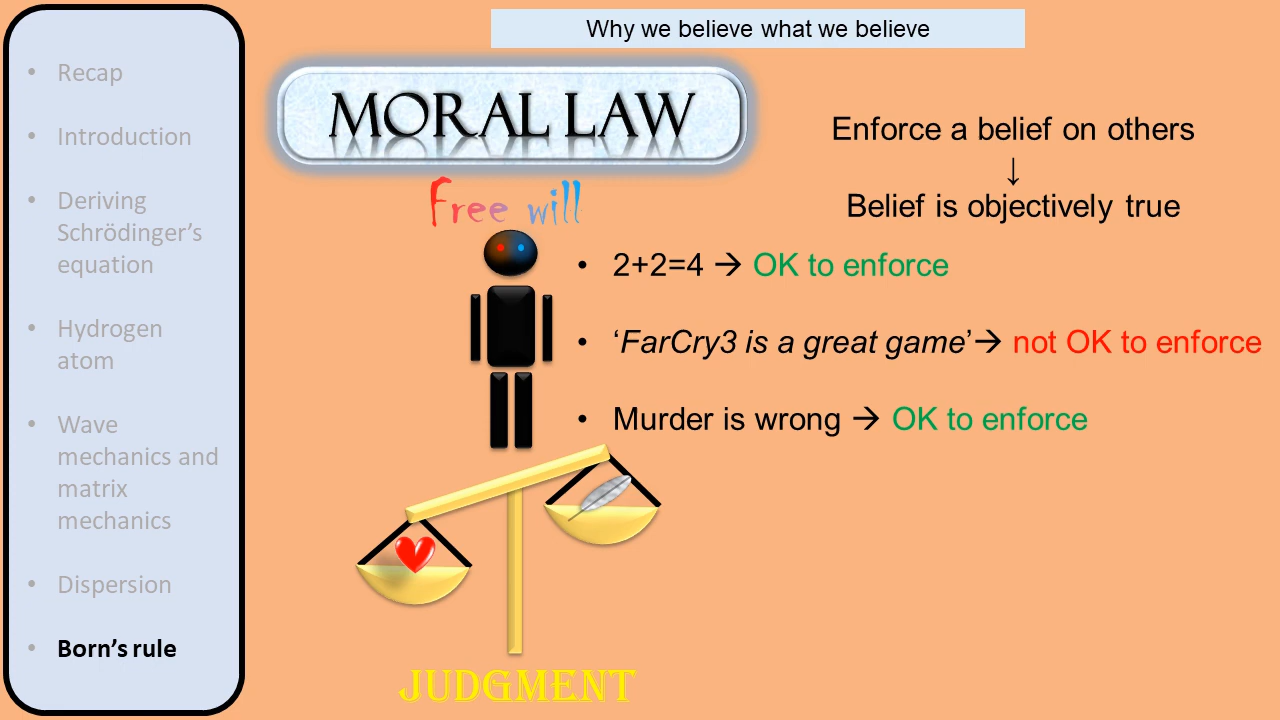 Why we believe what we believe
• Recap
• Introduction
• Deriving
Schrödinger’s
equation
• Hydrogen
atom
• Wave
mechanics and
matrix
mechanics
• Dispersion
• Born’s rule
MORAL LAW
Free will
Enforce a belief on others
↓
Belief is objectively true
• 2+2=4 → OK to enforce
• ‘FarCry3 is a great game’→ not OK to enforce
• Murder is wrong → OK to enforce
JUDGMENT